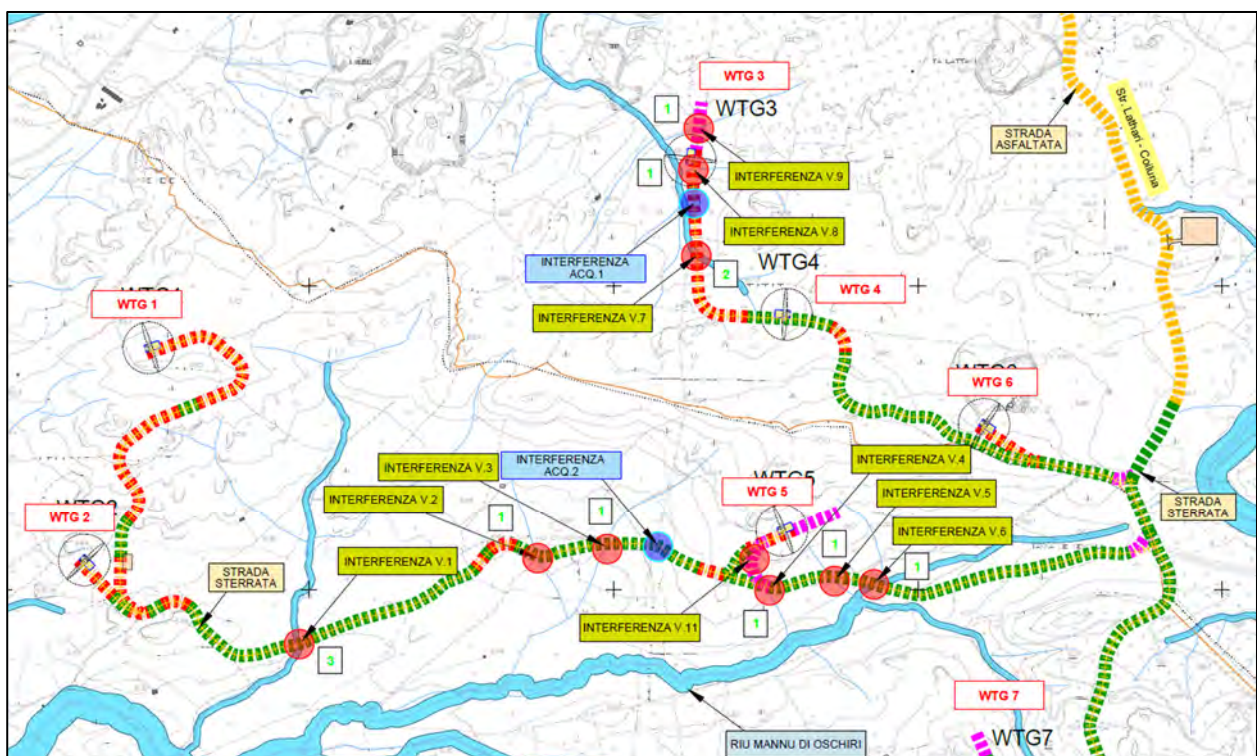 WTG 3
WTG3
1
STRADA
ASFALTATA
Str. Lathari - Coiluna
1
INTERFERENZA V.9
INTERFERENZA V.8
INTERFERENZA
ACQ.1
2
WTG4
WTG 4
INTERFERENZA V.7
WTG 1
WTG 6
INTERFERENZA V.3
INTERFERENZA
ACQ.2
INTERFERENZA V.4
INTERFERENZA V.2
WTG 5
INTERFERENZA V.5
STRADA
STERRATA
WTG 2
1
1
1
INTERFERENZA V.6
INTERFERENZA V.1
STRADA
STERRATA
1
INTERFERENZA V.11
1
3
WTG 7
WTG7
RIU MANNU DI OSCHIRI